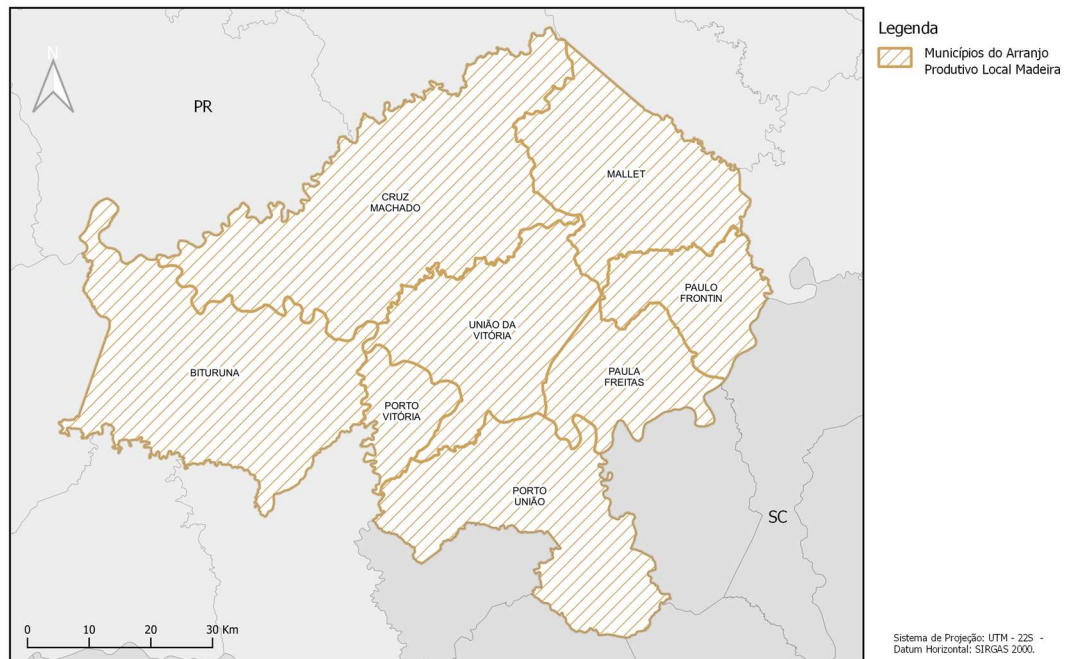 Legenda
Municípios do Arranjo
Produtivo Local Madeira
N
PR
MALLET
CRUZ
MACHADO
PAULO
FRONTIN
UNIÃO DA
VITÓRIA
BITURUNA
PAULA
FREITAS
PORTO
VITÓRIA
PORTO
UNIÃO
SC
0 10 20 30 Km
Sistema de Projeção: UTM - 22S -
Datum Horizontal: SIRGAS 2000.